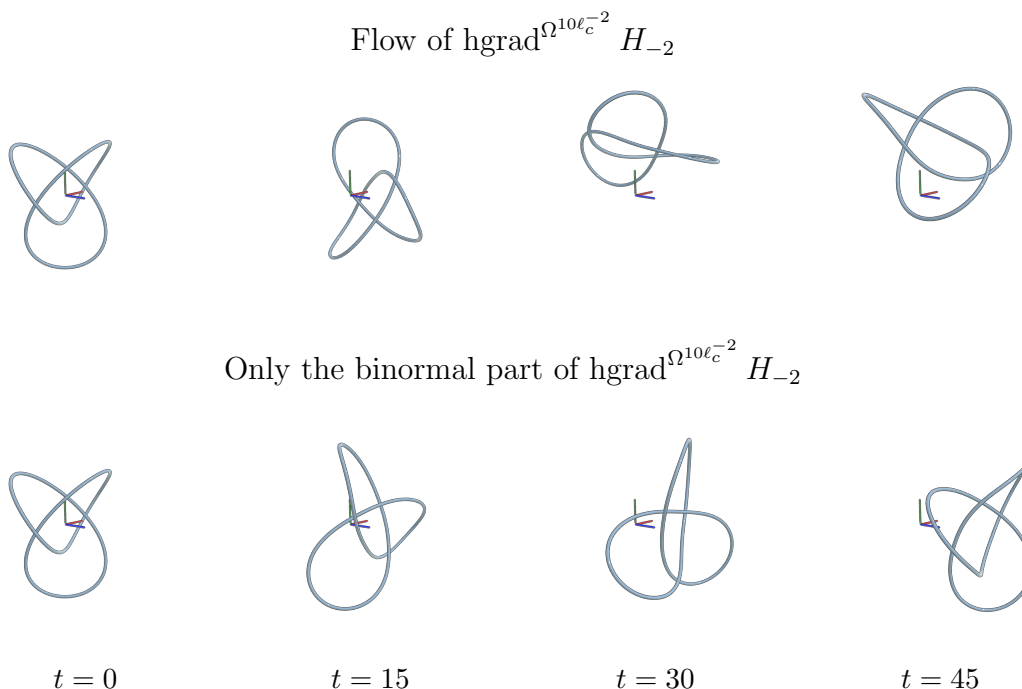 Flow of hgrad^{Ω^{10ℓ_c^{-2}}} H_{-2}
Only the binormal part of hgrad^{Ω^{10ℓ_c^{-2}}} H_{-2}
t = 0 t = 15 t = 30 t = 45